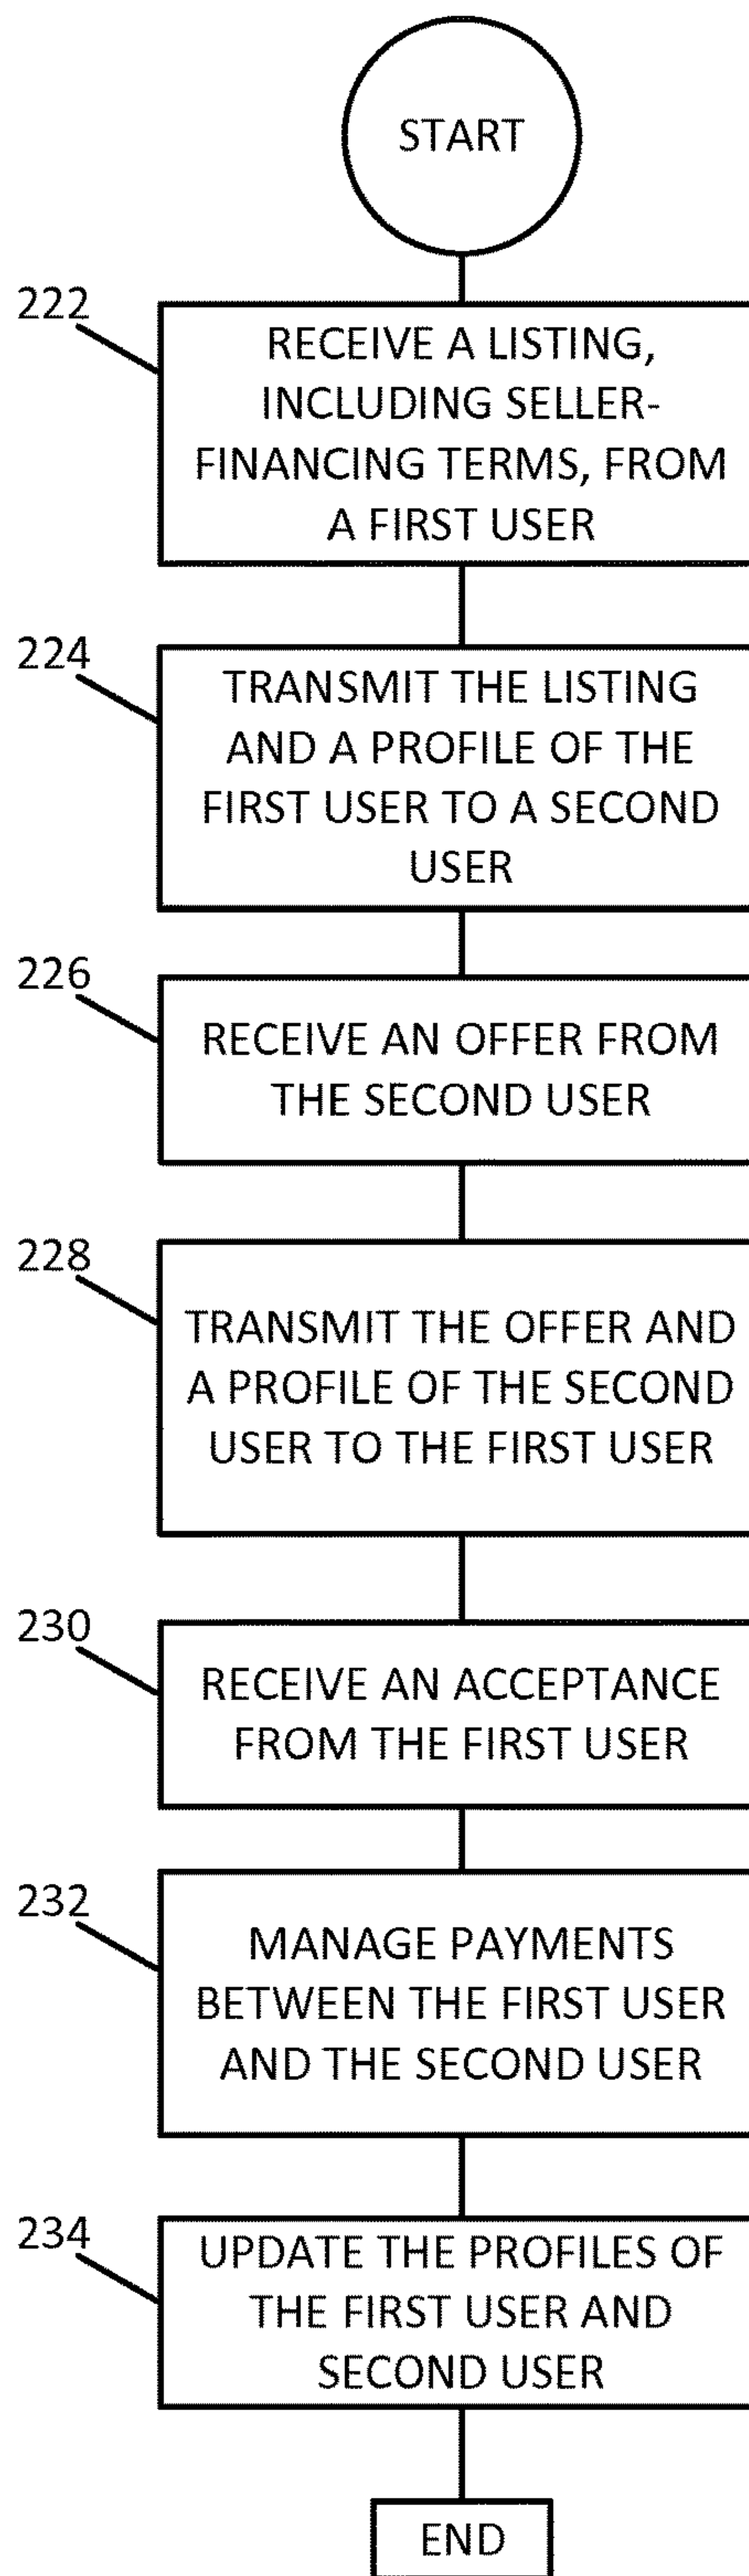 START
222
RECEIVE A LISTING,
INCLUDING SELLER-
FINANCING TERMS, FROM
A FIRST USER
224
TRANSMIT THE LISTING
AND A PROFILE OF THE
FIRST USER TO A SECOND
USER
226
RECEIVE AN OFFER FROM
THE SECOND USER
228
TRANSMIT THE OFFER AND
A PROFILE OF THE SECOND
USER TO THE FIRST USER
230
RECEIVE AN ACCEPTANCE
FROM THE FIRST USER
232
MANAGE PAYMENTS
BETWEEN THE FIRST USER
AND THE SECOND USER
234
UPDATE THE PROFILES OF
THE FIRST USER AND
SECOND USER
END